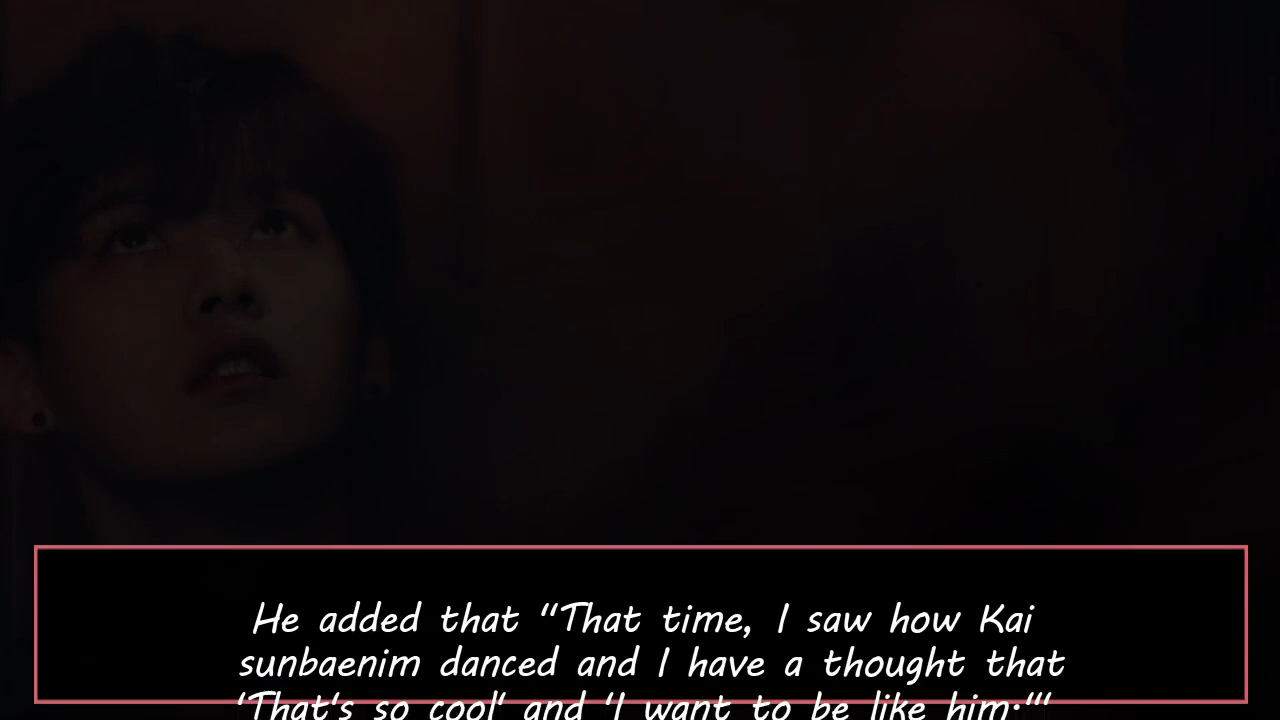 He added that “That time, I saw how Kai
sunbaenim danced and I have a thought that
‘That's so cool’ and ‘I want to be like him.’“